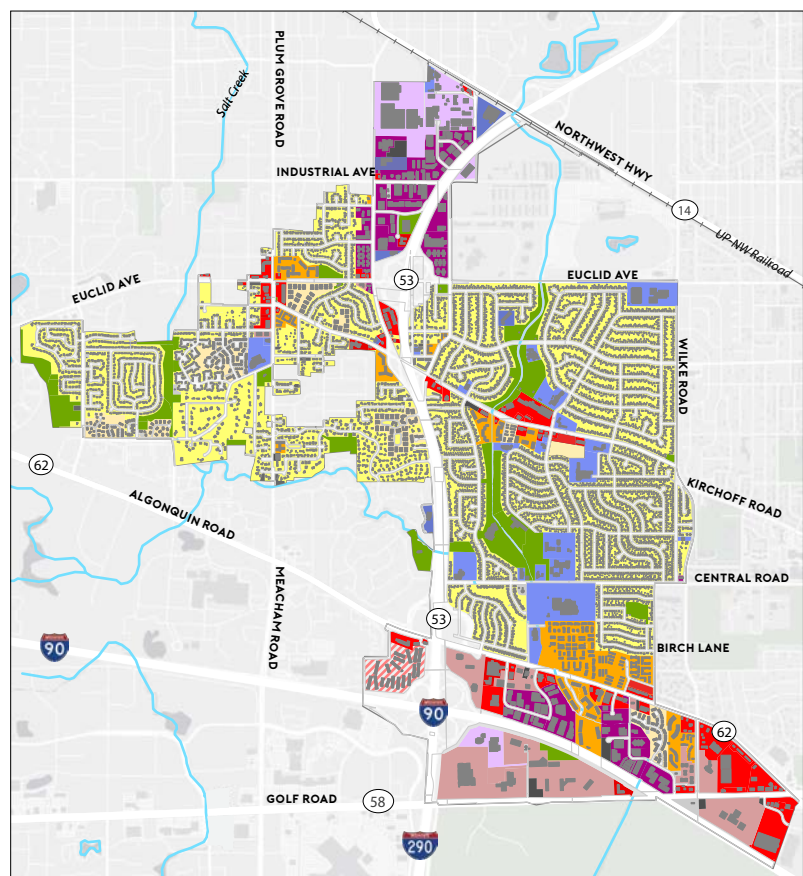 PLUM GROVE ROAD
Salt Creek
NORTHWEST HWY
INDUSTRIAL AVE
14
UP-NW Railroad
53
EUCLID AVE
EUCLID AVE
WILKE ROAD
62
KIRCHOFF ROAD
ALGONQUIN ROAD
CENTRAL ROAD
MEACHAM ROAD
53
90
BIRCH LANE
90
62
GOLF ROAD
58
290